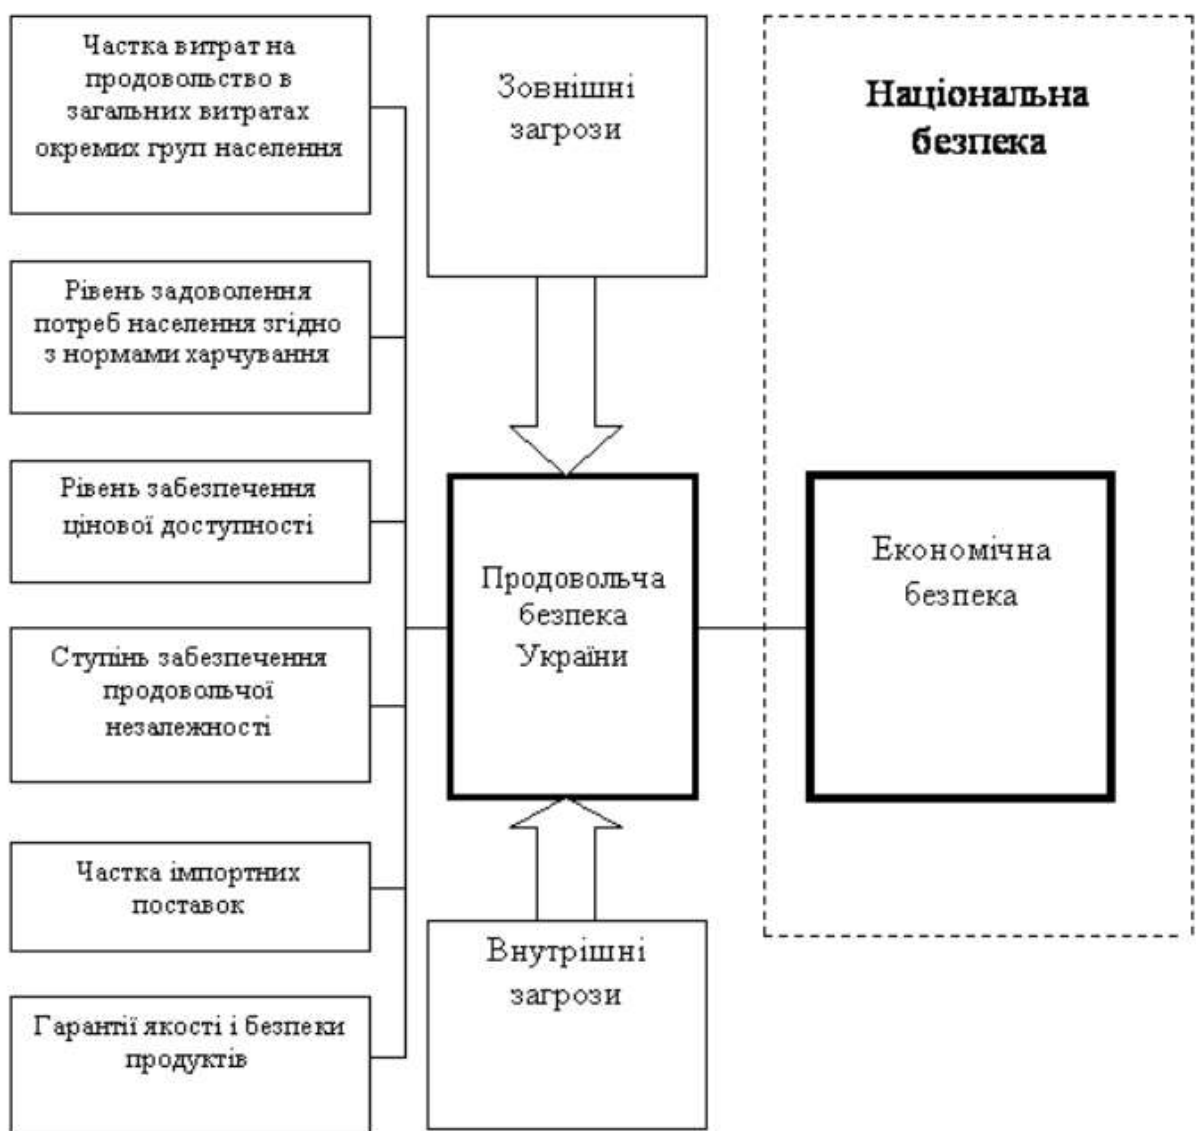 Частка витрат на
продовольство в
загальних витратах
окремих груп населення
Рівень задоволення
потреб населення згідно
з нормами харчування
Рівень забезпечення
цінової доступності
Ступінь забезпечення
продовольчої
незалежності
Частка імпортних
поставок
Гарантії якості і безпеки
продуктів
Зовнішні
загрози
Продовольча
безпека
України
Внутрішні
загрози
Національна
безпека
Економічна
безпека